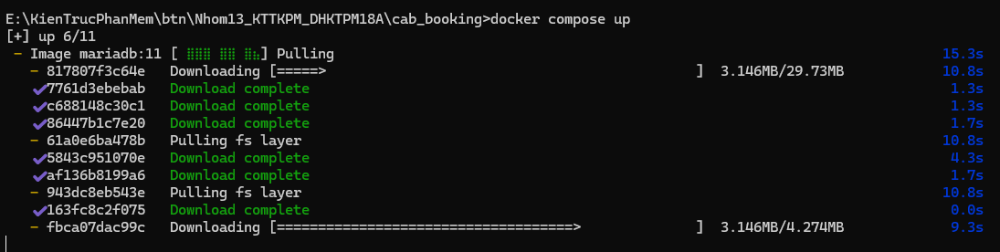 E:\KienTrucPhanMem\btn\Nhom13_KTTKPM_DHKTPM18A\cab_booking>docker compose up
[+] up 6/11
- Image mariadb:11 [ ⣿⣿⣿ ⣿⣿ ⣿⣦] Pulling 15.3s
- 817807f3c64e Downloading [=====> ] 3.146MB/29.73MB 10.8s
✔7761d3ebebab Download complete 1.3s
✔c688148c30c1 Download complete 1.3s
✔86447b1c7e20 Download complete 1.7s
- 61a0e6ba478b Pulling fs layer 10.8s
✔5843c951070e Download complete 4.3s
✔af136b8199a6 Download complete 1.7s
- 943dc8eb543e Pulling fs layer 10.8s
✔163fc8c2f075 Download complete 0.0s
- fbca07dac99c Downloading [====================================> ] 3.146MB/4.274MB 9.3s